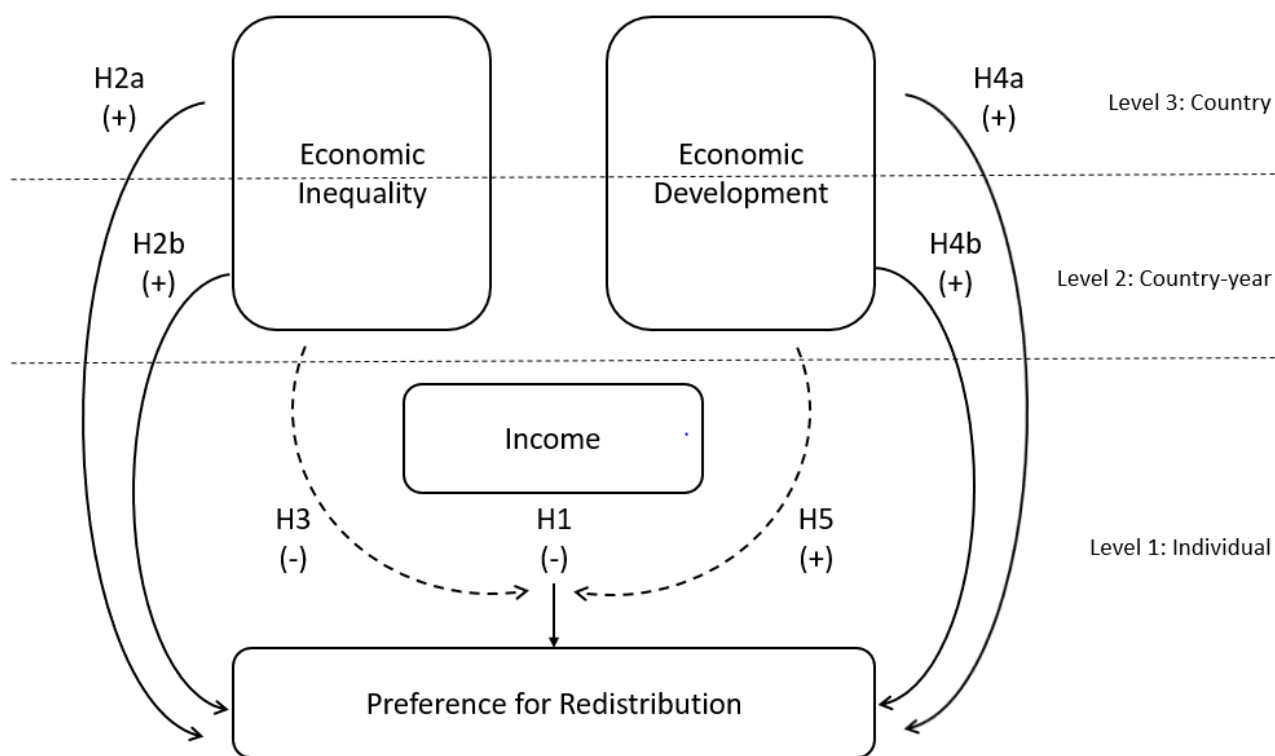 H2a
(+)
H4a
(+)
Level 3: Country
Economic
Inequality
Economic
Development
H2b
(+)
H4b
(+)
Level 2: Country-year
Income
H3
(-)
H1
(-)
H5
(+)
Level 1: Individual
Preference for Redistribution